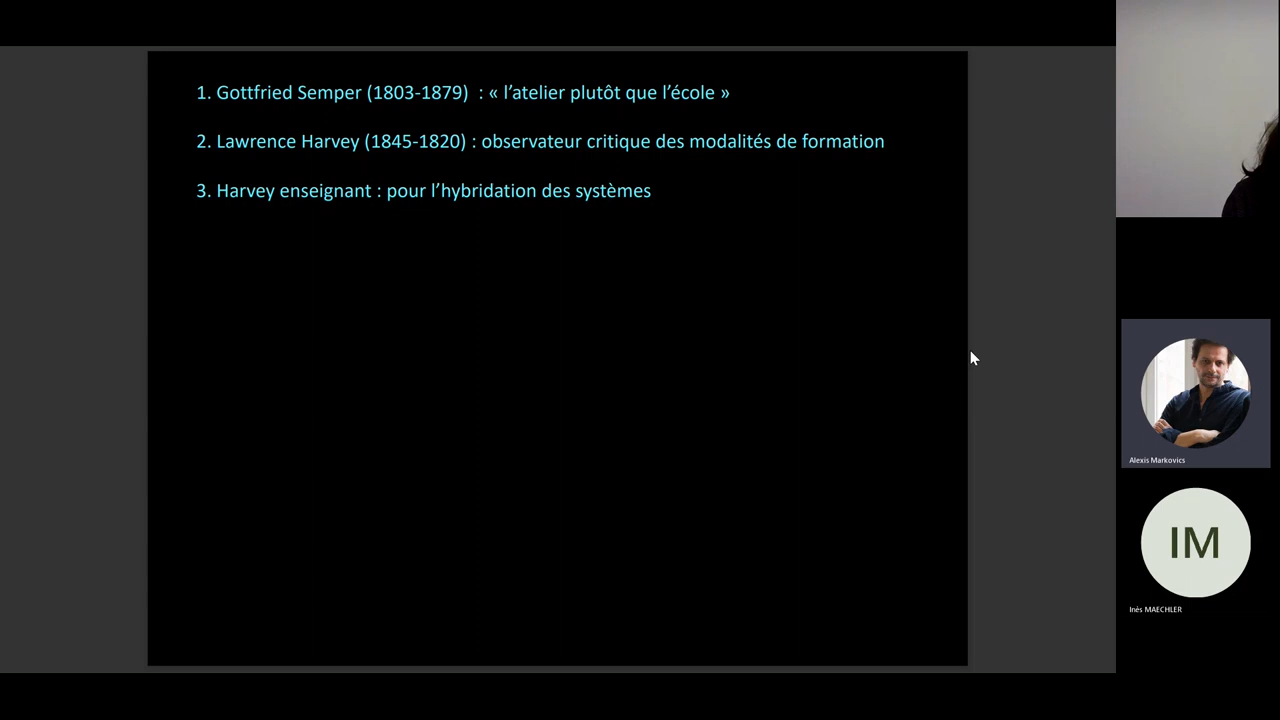 1. Gottfried Semper (1803-1879)  : « l’atelier plutôt que l’école »
2. Lawrence Harvey (1845-1820) : observateur critique des modalités de formation
3. Harvey enseignant : pour l’hybridation des systèmes
Alexis Markovics
IM
Inès MAECHLER